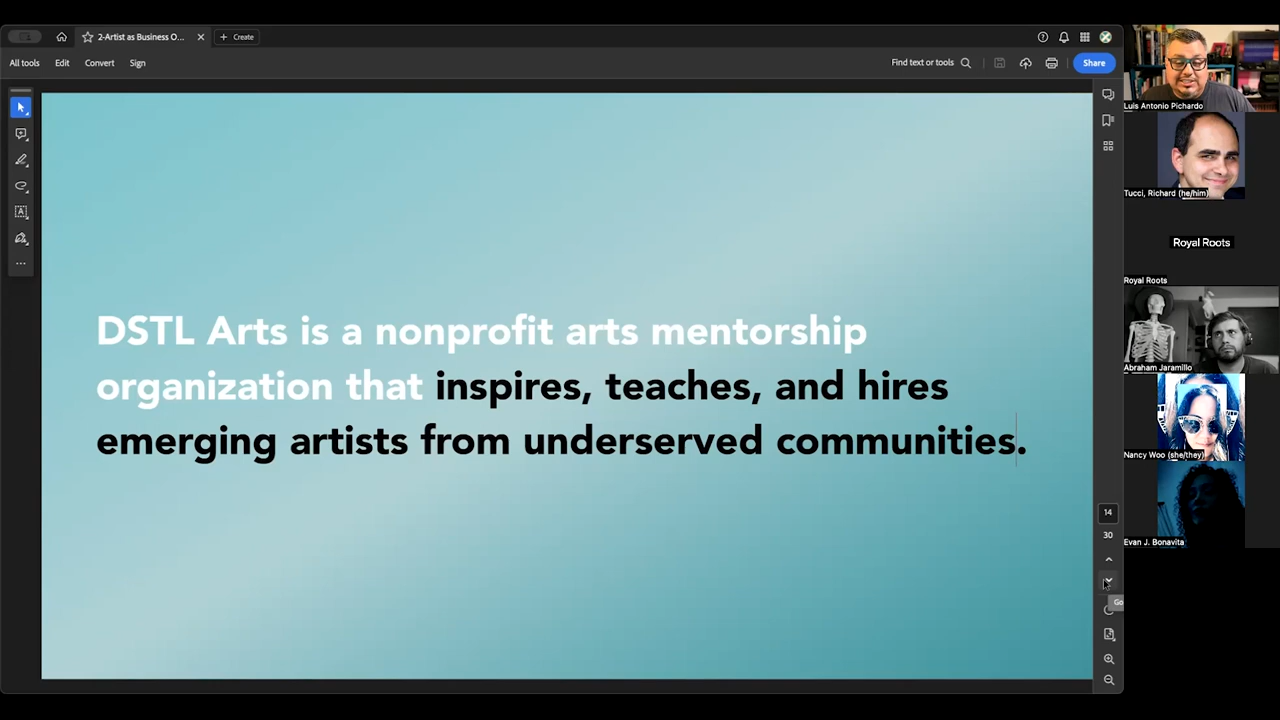 2-Artist as Business O...
Create
All tools
Edit
Convert
Sign
Find text or tools
Share
DSTL Arts is a nonprofit arts mentorship
organization that inspires, teaches, and hires
emerging artists from underserved communities.
14
30
Go
Luis Antonio Pichardo
Tucci, Richard (he/him)
Royal Roots
Royal Roots
Abraham Jaramillo
Nancy Woo (she/they)
Evan J. Bonavita